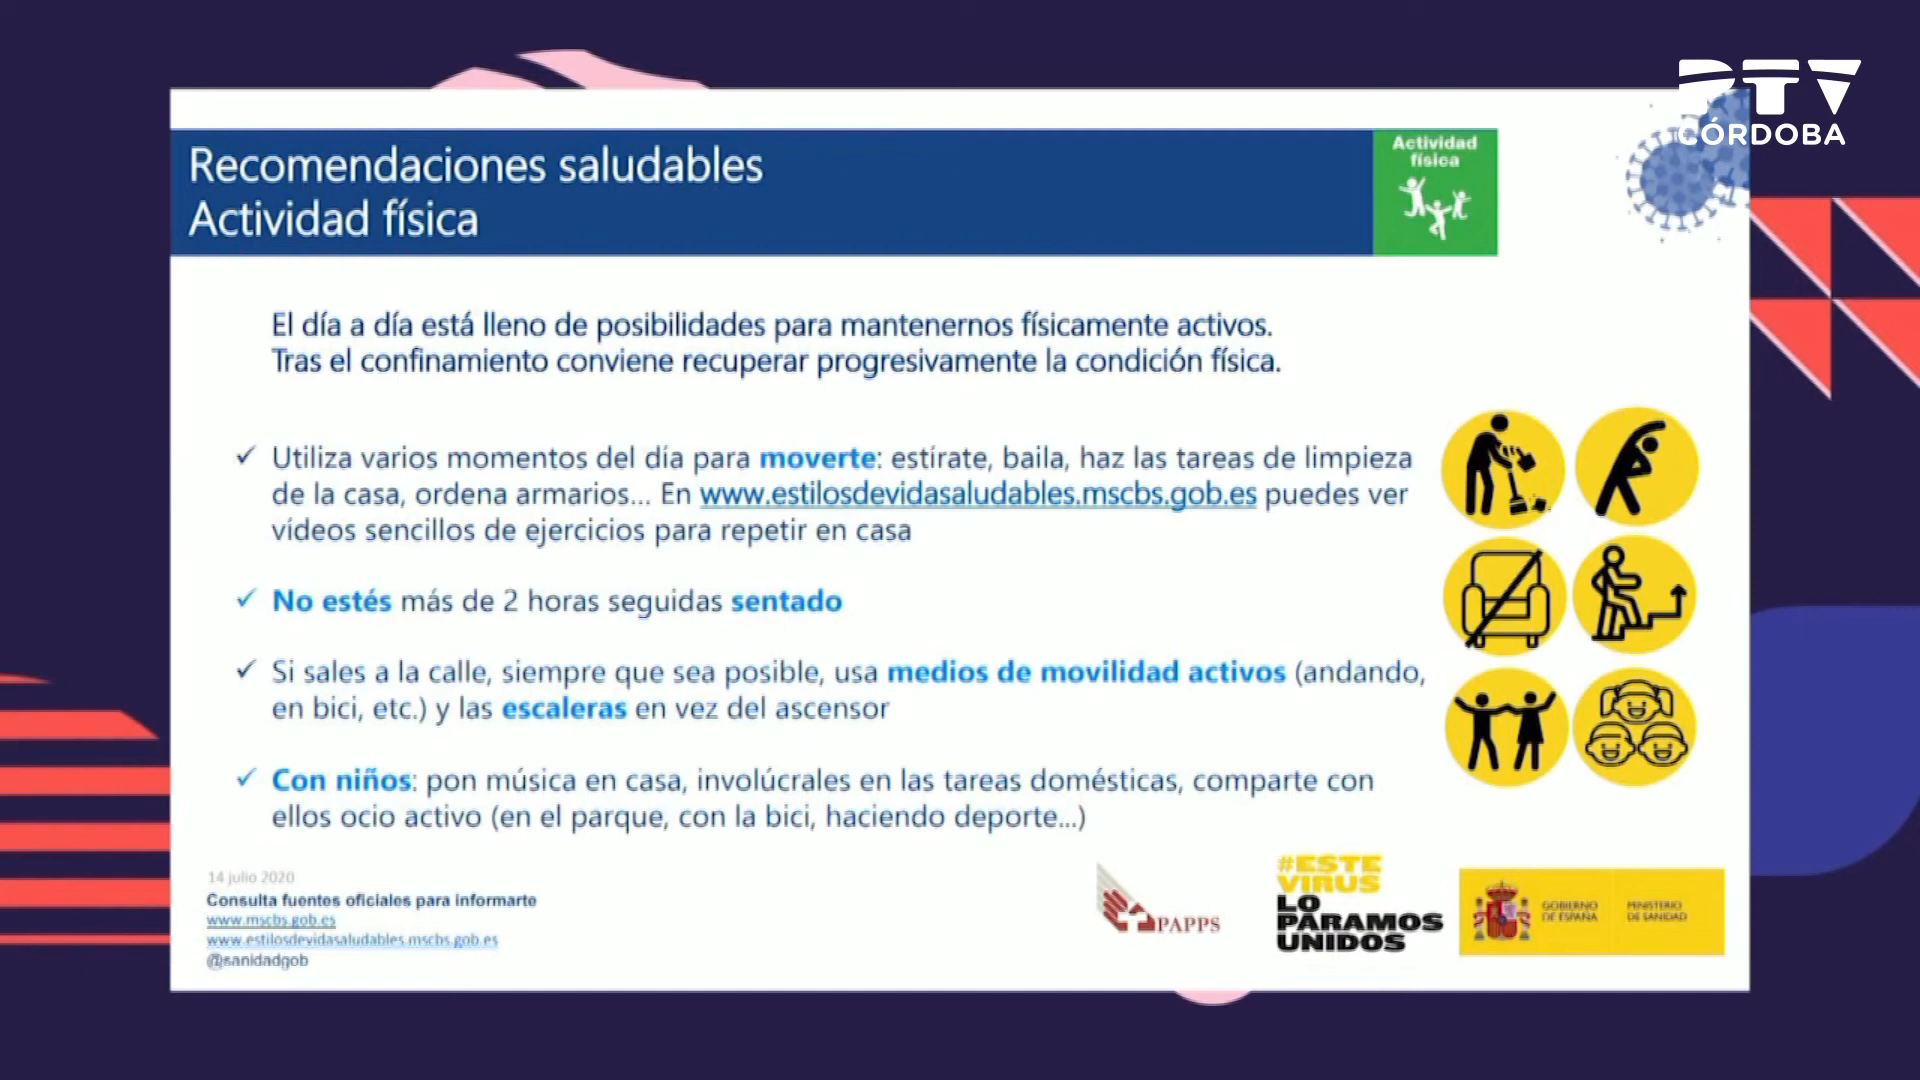 PTV
CÓRDOBA
Recomendaciones saludables
Actividad física
Actividad
física
El día a día está lleno de posibilidades para mantenernos físicamente activos.
Tras el confinamiento conviene recuperar progresivamente la condición física.
✓ Utiliza varios momentos del día para moverte: estírate, baila, haz las tareas de limpieza
de la casa, ordena armarios... En www.estilosdevidasaludables.mscbs.gob.es puedes ver
vídeos sencillos de ejercicios para repetir en casa
✓ No estés más de 2 horas seguidas sentado
✓ Si sales a la calle, siempre que sea posible, usa medios de movilidad activos (andando,
en bici, etc.) y las escaleras en vez del ascensor
✓ Con niños: pon música en casa, involúcrales en las tareas domésticas, comparte con
ellos ocio activo (en el parque, con la bici, haciendo deporte...)
14 julio 2020
Consulta fuentes oficiales para informarte
www.mscbs.gob.es
www.estilosdevidasaludables.mscbs.gob.es
@sanidadgob
PAPPS
#ESTE
VIRUS
LO
PARAMOS
UNIDOS
GOBIERNO
DE ESPAÑA
MINISTERIO
DE SANIDAD